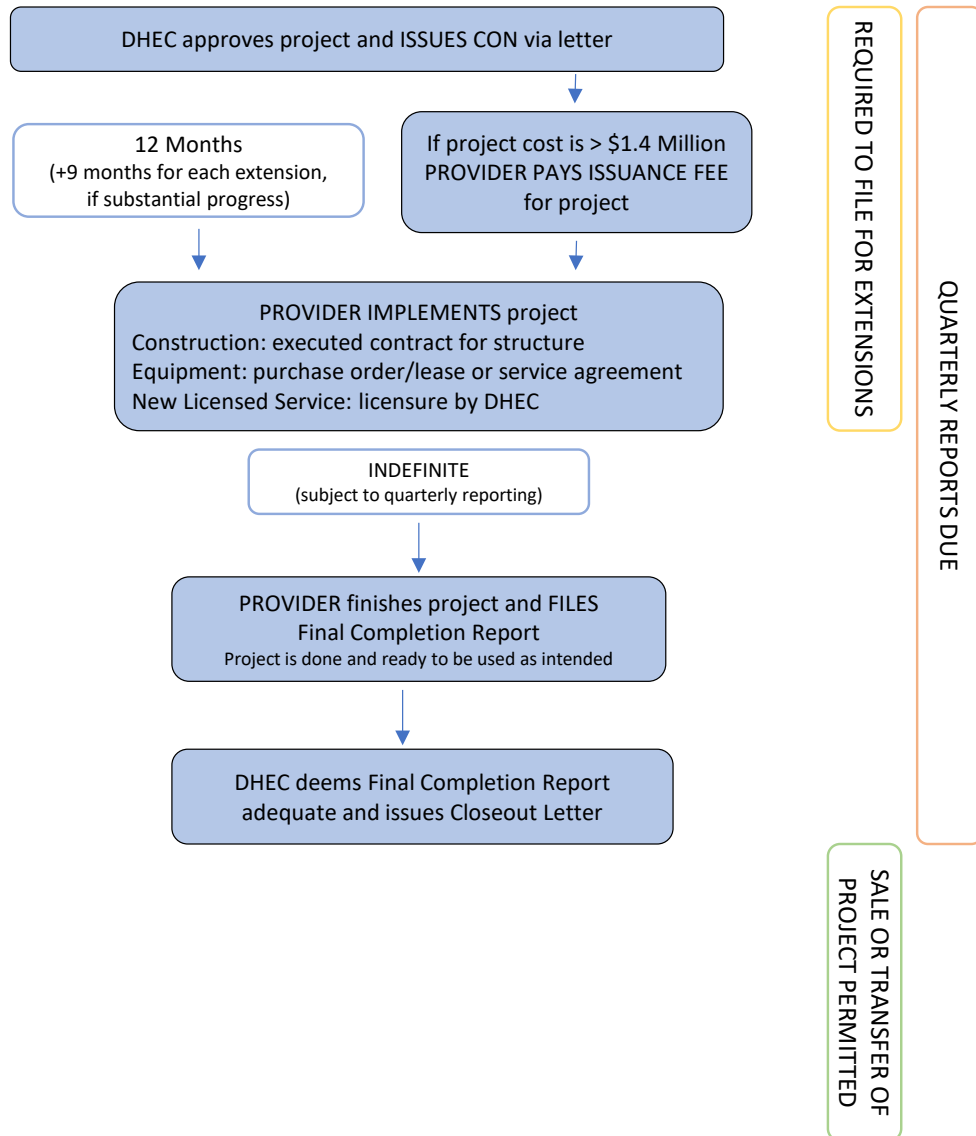 DHEC approves project and ISSUES CON via letter
12 Months
(+9 months for each extension,
if substantial progress)
If project cost is > $1.4 Million
PROVIDER PAYS ISSUANCE FEE
for project
PROVIDER IMPLEMENTS project
Construction: executed contract for structure
Equipment: purchase order/lease or service agreement
New Licensed Service: licensure by DHEC
INDEFINITE
(subject to quarterly reporting)
PROVIDER finishes project and FILES
Final Completion Report
Project is done and ready to be used as intended
DHEC deems Final Completion Report
adequate and issues Closeout Letter
REQUIRED TO FILE FOR EXTENSIONS
QUARTERLY REPORTS DUE
SALE OR TRANSFER OF
PROJECT PERMITTED